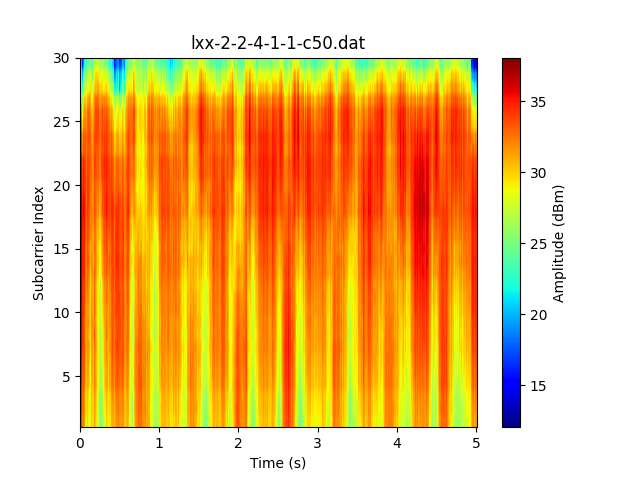 lxx-2-2-4-1-1-c50.dat
30
25
20
15
10
5
Subcarrier Index
0 1 2 3 4 5
Time (s)
35
30
25
20
15
Amplitude (dBm)